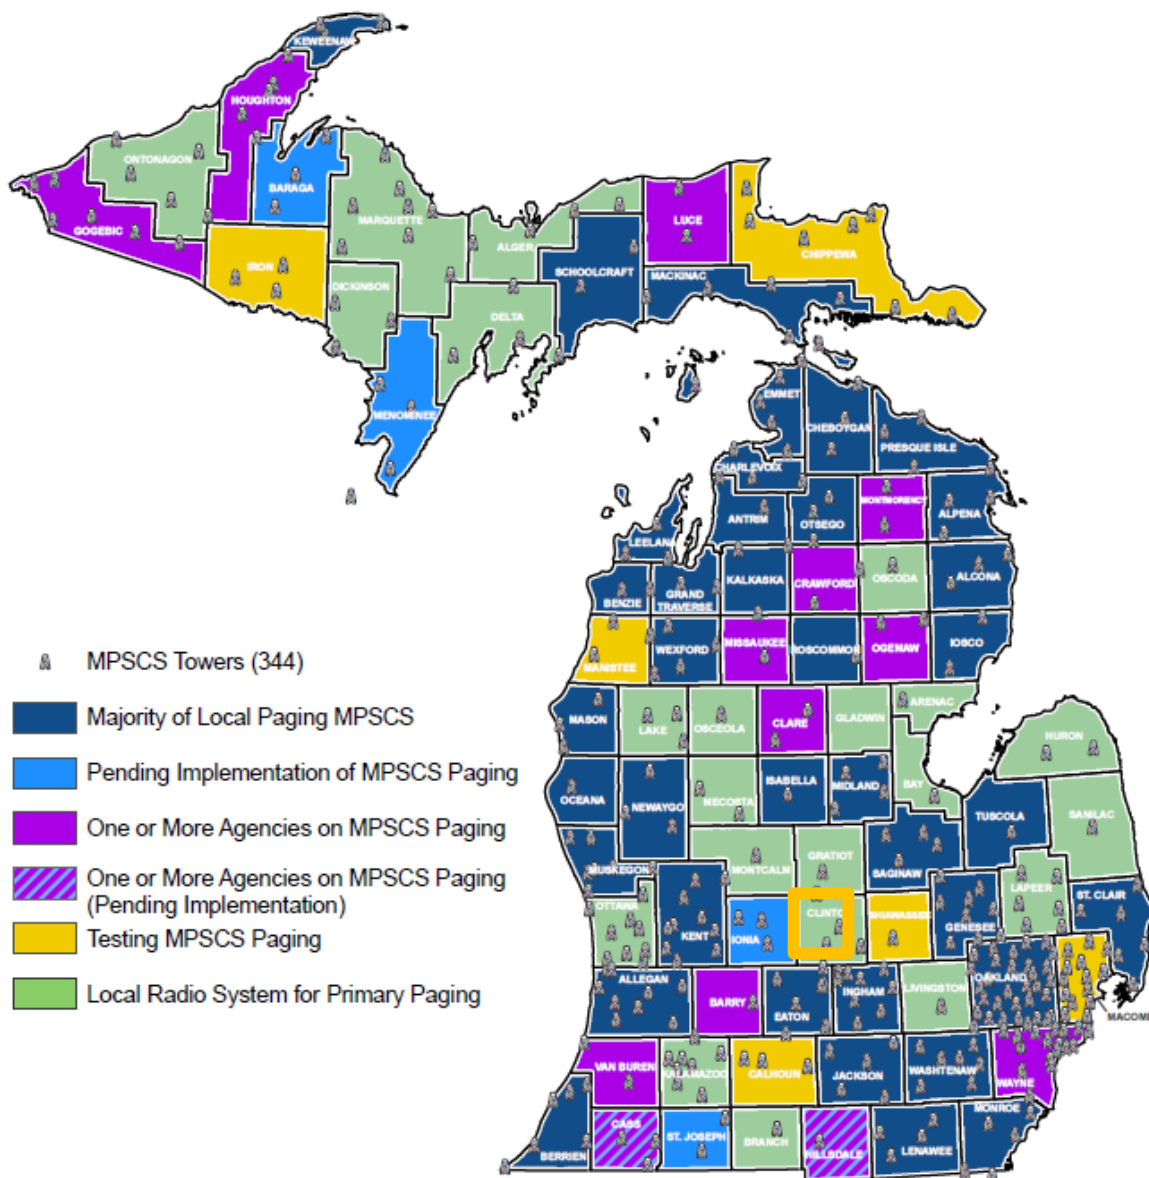 KEWEENAW
HOUGHTON
ONTONAGON
BARAGA
GOGEBIC
MARQUETTE
LUCE
ALGER
CHIPPEWA
IRON
SCHOOLCRAFT
MACKINAC
DICKINSON
DELTA
MENOMINEE
EMMET
CHEBOYGAN
PRESQUE ISLE
CHARLEVOIX
MONTMORENCY
ANTRIM
OTSEGO
ALPENA
LEELANA
KALKASKA
CRAWFORD
OSCODA
ALCONA
BENZIE
GRAND
TRAVERSE
MANISTEE
WEXFORD
MISSAUKEE
ROSCOMMON
OGEMAW
IOSCO
MPSCS Towers (344)
Majority of Local Paging MPSCS
Pending Implementation of MPSCS Paging
One or More Agencies on MPSCS Paging
One or More Agencies on MPSCS Paging
(Pending Implementation)
Testing MPSCS Paging
Local Radio System for Primary Paging
MASON
LAKE
OSCEOLA
CLARE
GLADWIN
ARENAC
HURON
OCEANA
NEWAYGO
MECOSTA
ISABELLA
MIDLAND
BAY
TUSCOLA
SANILAC
MUSKEGON
MONTCALM
GRATIOT
SAGINAW
LAPEER
ST. CLAIR
OTTAWA
KENT
IONIA
CLINTO
SHIAWASSEE
GENESEE
ALLEGAN
BARRY
EATON
INGHAM
LIVINGSTON
OAKLAND
MACOMB
VAN BUREN
KALAMAZOO
CALHOUN
JACKSON
WASHTENAW
WAYNE
BERRIEN
CASS
ST. JOSEPH
BRANCH
HILLSDALE
LENAWEE
MONROE